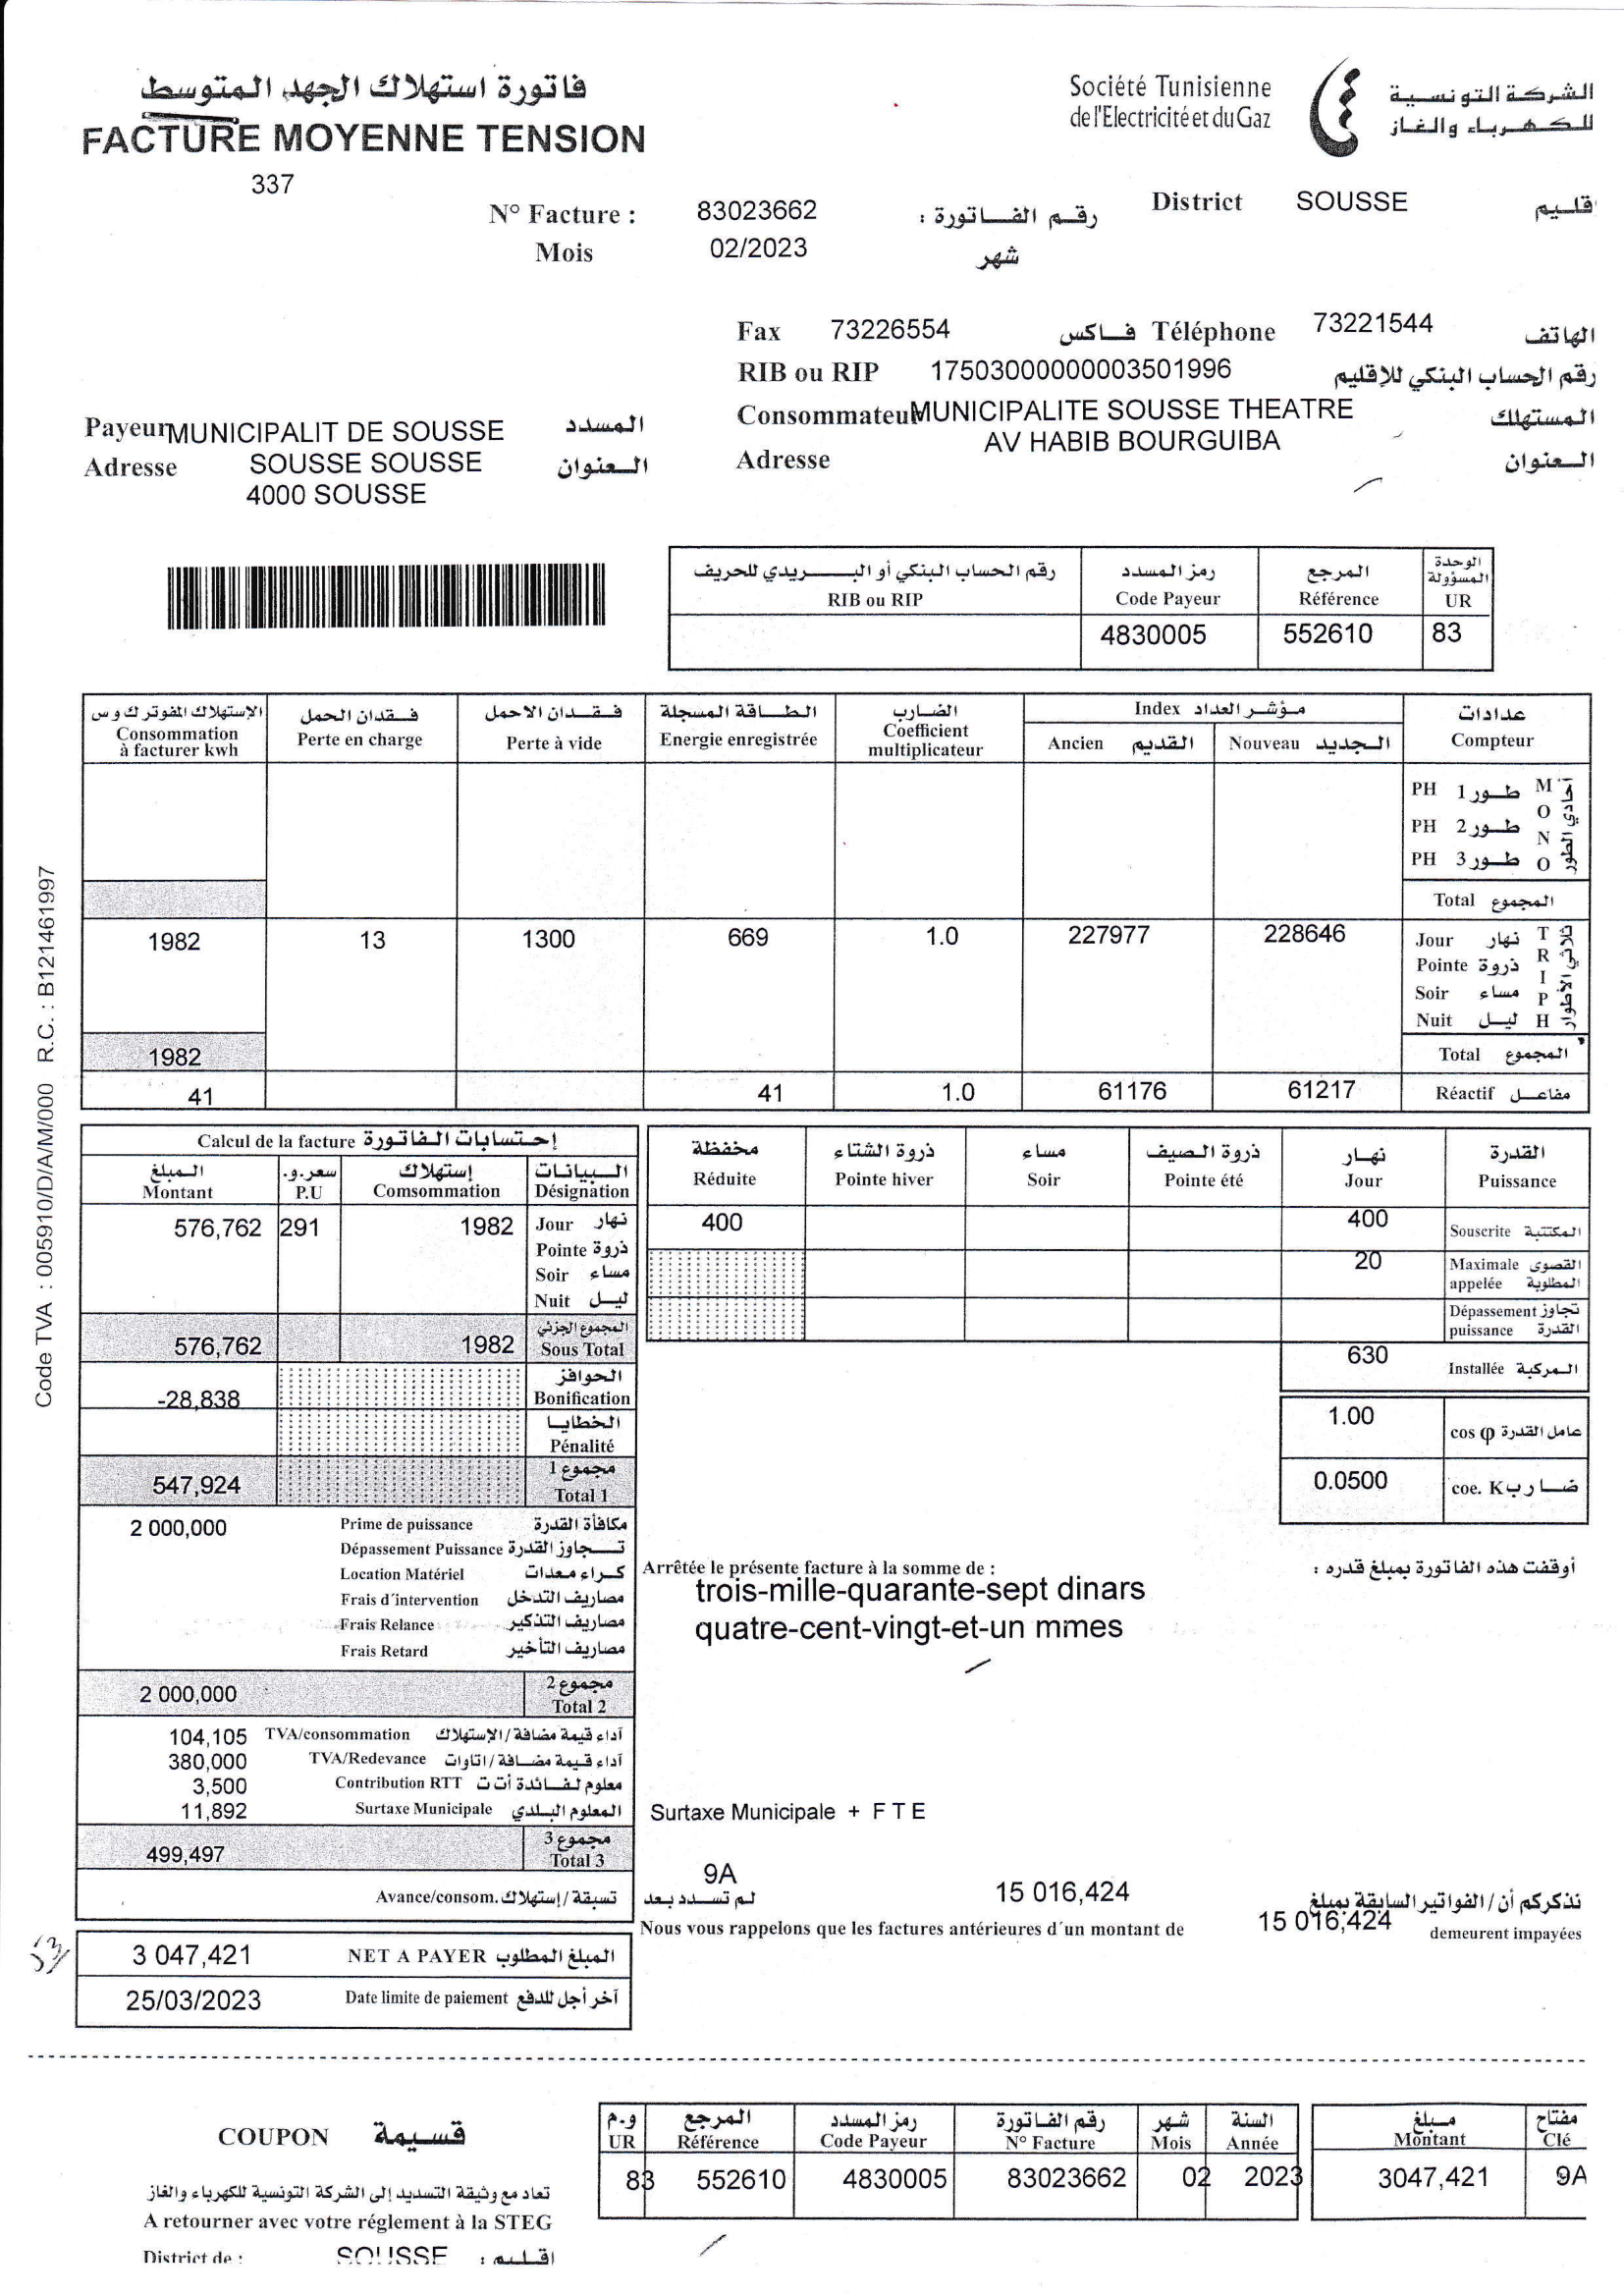 فاتورة استهلاك الجهد المتوسط
FACTURE MOYENNE TENSION
337
Société Tunisienne
de l'Electricité et du Gaz
الشركة التونسية
للكهرباء والغاز
N° Facture : 83023662 رقم الفاتورة :
District SOUSSE إقليم
Mois 02/2023 شهر
Fax 73226554 فاكس Téléphone 73221544 الهاتف
RIB ou RIP 17503000000003501996 رقم الحساب البنكي للإقليم
Consommateur MUNICIPALITE SOUSSE THEATRE المستهلك
AV HABIB BOURGUIBA
Adresse العنوان
Payeur MUNICIPALIT DE SOUSSE المسدد
Adresse SOUSSE SOUSSE العنوان
4000 SOUSSE
رقم الحساب البنكي أو البريدي للحريف رمز المسدد المرجع الوحدة المسؤولة
RIB ou RIP Code Payeur Référence UR
4830005 552610 83
الإستهلاك المفوتر ك و س فقدان الحمل فقدان الاحمل الطاقة المسجلة الضارب مؤشر العداد Index عدادات
Consommation à facturer kwh Perte en charge Perte à vide Energie enregistrée Coefficient multiplicateur Ancien القديم Nouveau الجديد Compteur
PH طور 1
PH طور 2
PH طور 3
MONO أحادي الطور
Total المجموع
1982 13 1300 669 1.0 227977 228646 Jour نهار
Pointe ذروة
Soir مساء
Nuit ليل
TRIPH ثلاثي الأطوار
1982 Total المجموع
41 41 1.0 61176 61217 Réactif مفاعل
Code TVA : 005910/D/A/M/000 R.C. : B121461997
Calcul de la facture إحتسابات الفاتورة
المبلغ سعر.و. إستهلاك البيانات
Montant P.U Comsommation Désignation
576,762 291 1982 Jour نهار
Pointe ذروة
Soir مساء
Nuit ليل
المجموع الجزئي
576,762 1982 Sous Total
الحوافز
-28,838 Bonification
الخطايا
Pénalité
مجموع 1
547,924 Total 1
2 000,000 Prime de puissance مكافأة القدرة
Dépassement Puissance تجاوز القدرة
Location Matériel كراء معدات
Frais d'intervention مصاريف التدخل
Frais Relance مصاريف التذكير
Frais Retard مصاريف التأخير
مجموع 2
2 000,000 Total 2
104,105 TVA/consommation آداء قيمة مضافة/الإستهلاك
380,000 TVA/Redevance آداء قيمة مضافة/اتاوات
3,500 Contribution RTT معلوم لفائدة أ ت ت
11,892 Surtaxe Municipale المعلوم البلدي
مجموع 3
499,497 Total 3
Avance/consom. تسبقة/إستهلاك
3 047,421 NET A PAYER المبلغ المطلوب
25/03/2023 Date limite de paiement آخر أجل للدفع
مخفظة ذروة الشتاء مساء ذروة الصيف نهار القدرة
Réduite Pointe hiver Soir Pointe été Jour Puissance
400 400 Souscrite المكتتبة
20 Maximale القصوى
appelée المطلوبة
Dépassement تجاوز
puissance القدرة
630 Installée المركبة
1.00 cos φ عامل القدرة
0.0500 coe. K ضارب
Arrêtée le présente facture à la somme de : أوقفت هذه الفاتورة بمبلغ قدره :
trois-mille-quarante-sept dinars
quatre-cent-vingt-et-un mmes
Surtaxe Municipale + F T E
9A
لم تسدد بعد 15 016,424 نذكركم أن/الفواتير السابقة بمبلغ
Nous vous rappelons que les factures antérieures d'un montant de 15 016,424 demeurent impayées
COUPON قسيمة
تعاد مع وثيقة التسديد إلى الشركة التونسية للكهرباء والغاز
A retourner avec votre réglement à la STEG
District de : SOUSSE إقليم :
و.م المرجع رمز المسدد رقم الفاتورة شهر السنة مبلغ مفتاح
UR Référence Code Payeur N° Facture Mois Année Montant Clé
83 552610 4830005 83023662 02 2023 3047,421 9A